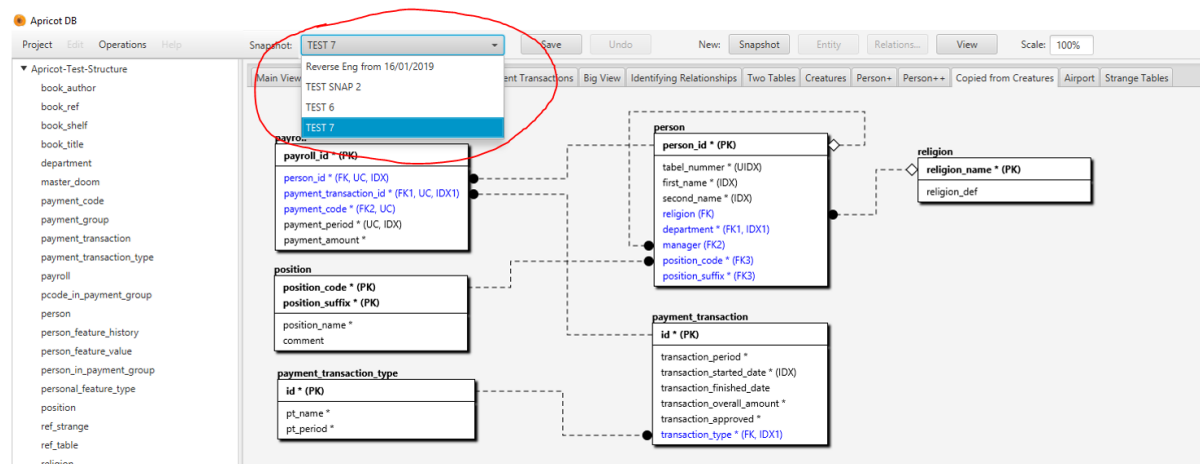 Apricot DB
Project Edit Operations Help Snapshot: TEST 7 Save Undo New: Snapshot Entity Relations... View Scale: 100%
Reverse Eng from 16/01/2019
TEST SNAP 2
TEST 6
TEST 7
Main View Transactions Big View Identifying Relationships Two Tables Creatures Person+ Person++ Copied from Creatures Airport Strange Tables
Apricot-Test-Structure
book_author
book_ref
book_shelf
book_title
department
master_doom
payment_code
payment_group
payment_transaction
payment_transaction_type
payroll
pcode_in_payment_group
person
person_feature_history
person_feature_value
person_in_payment_group
personal_feature_type
position
ref_strange
ref_table
religion
payroll
payroll_id * (PK)
person_id * (FK, UC, IDX)
payment_transaction_id * (FK1, UC, IDX1)
payment_code * (FK2, UC)
payment_period * (UC, IDX)
payment_amount *
position
position_code * (PK)
position_suffix * (PK)
position_name *
comment
payment_transaction_type
id * (PK)
pt_name *
pt_period *
person
person_id * (PK)
tabel_nummer * (UIDX)
first_name * (IDX)
second_name * (IDX)
religion (FK)
department * (FK1, IDX1)
manager (FK2)
position_code * (FK3)
position_suffix * (FK3)
payment_transaction
id * (PK)
transaction_period *
transaction_started_date * (IDX)
transaction_finished_date
transaction_overall_amount *
transaction_approved *
transaction_type * (FK, IDX1)
religion
religion_name * (PK)
religion_def